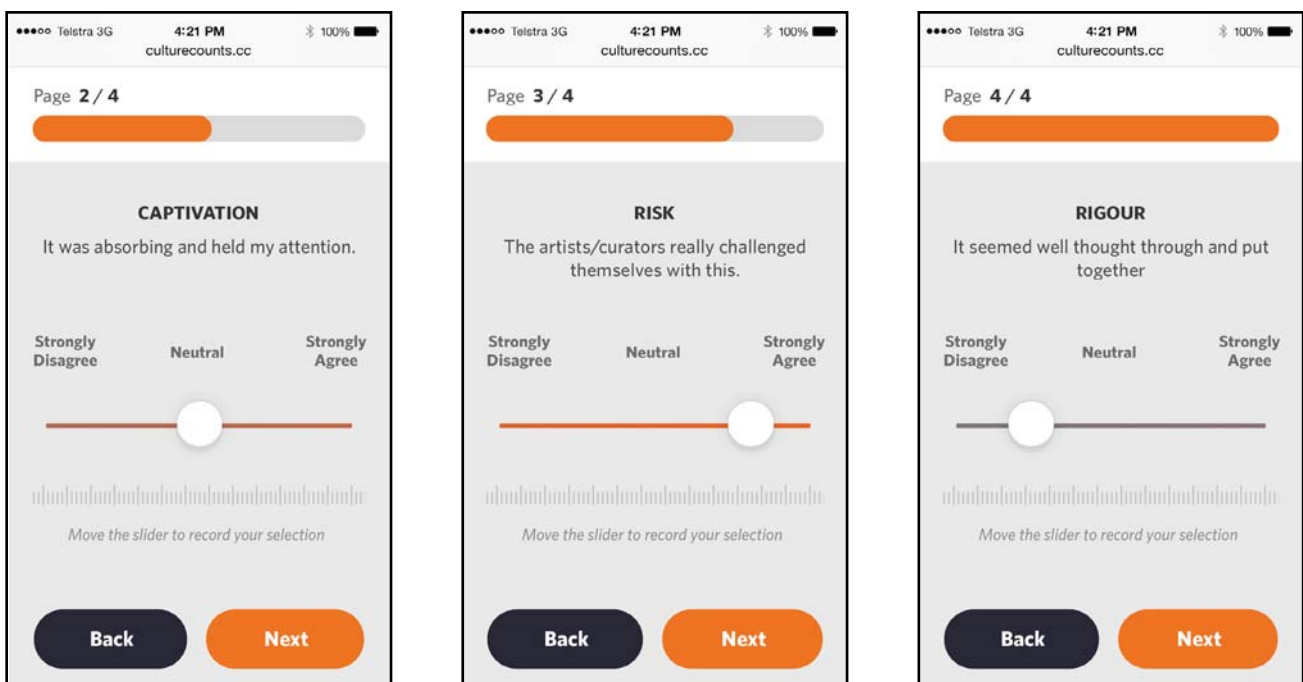 Telstra 3G 4:21 PM 100%
culturecounts.cc
Page 2 / 4
CAPTIVATION
It was absorbing and held my attention.
Strongly
Disagree
Neutral
Strongly
Agree
Move the slider to record your selection
Back
Next
Telstra 3G 4:21 PM 100%
culturecounts.cc
Page 3 / 4
RISK
The artists/curators really challenged
themselves with this.
Strongly
Disagree
Neutral
Strongly
Agree
Move the slider to record your selection
Back
Next
Telstra 3G 4:21 PM 100%
culturecounts.cc
Page 4 / 4
RIGOUR
It seemed well thought through and put
together
Strongly
Disagree
Neutral
Strongly
Agree
Move the slider to record your selection
Back
Next